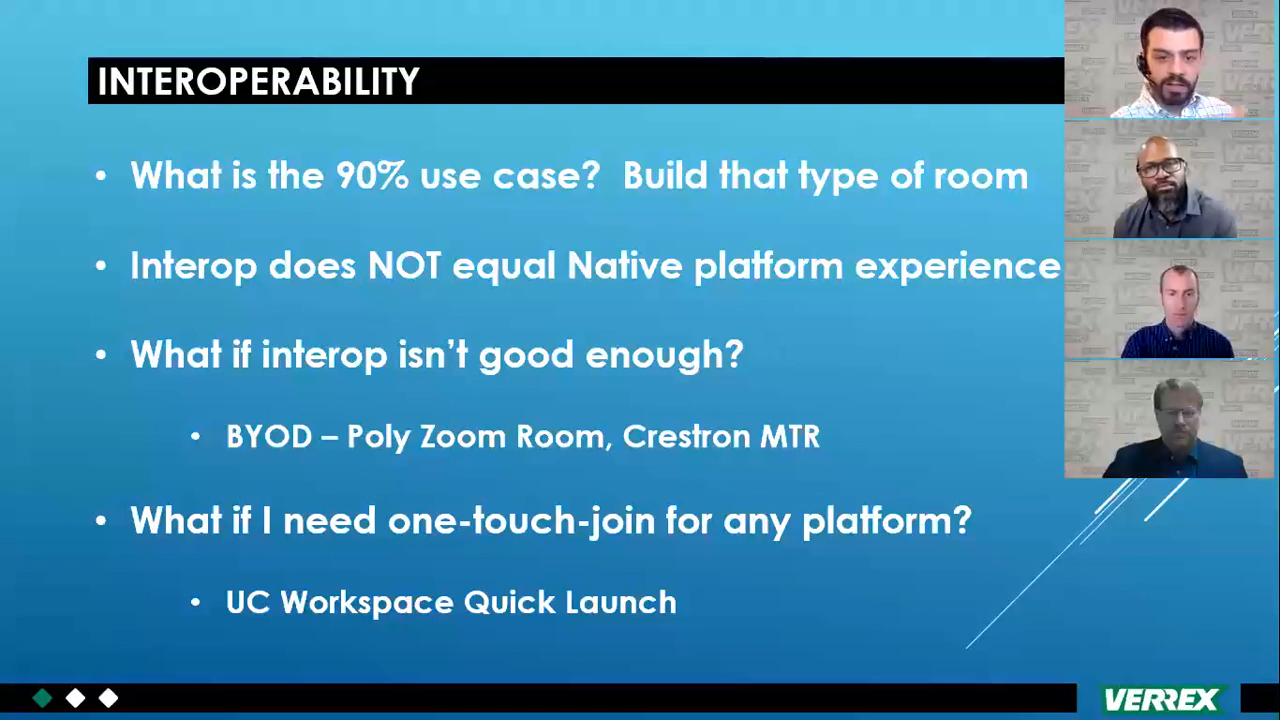 INTEROPERABILITY
• What is the 90% use case? Build that type of room
• Interop does NOT equal Native platform experience
• What if interop isn't good enough?
• BYOD – Poly Zoom Room, Crestron MTR
• What if I need one-touch-join for any platform?
• UC Workspace Quick Launch
VERREX